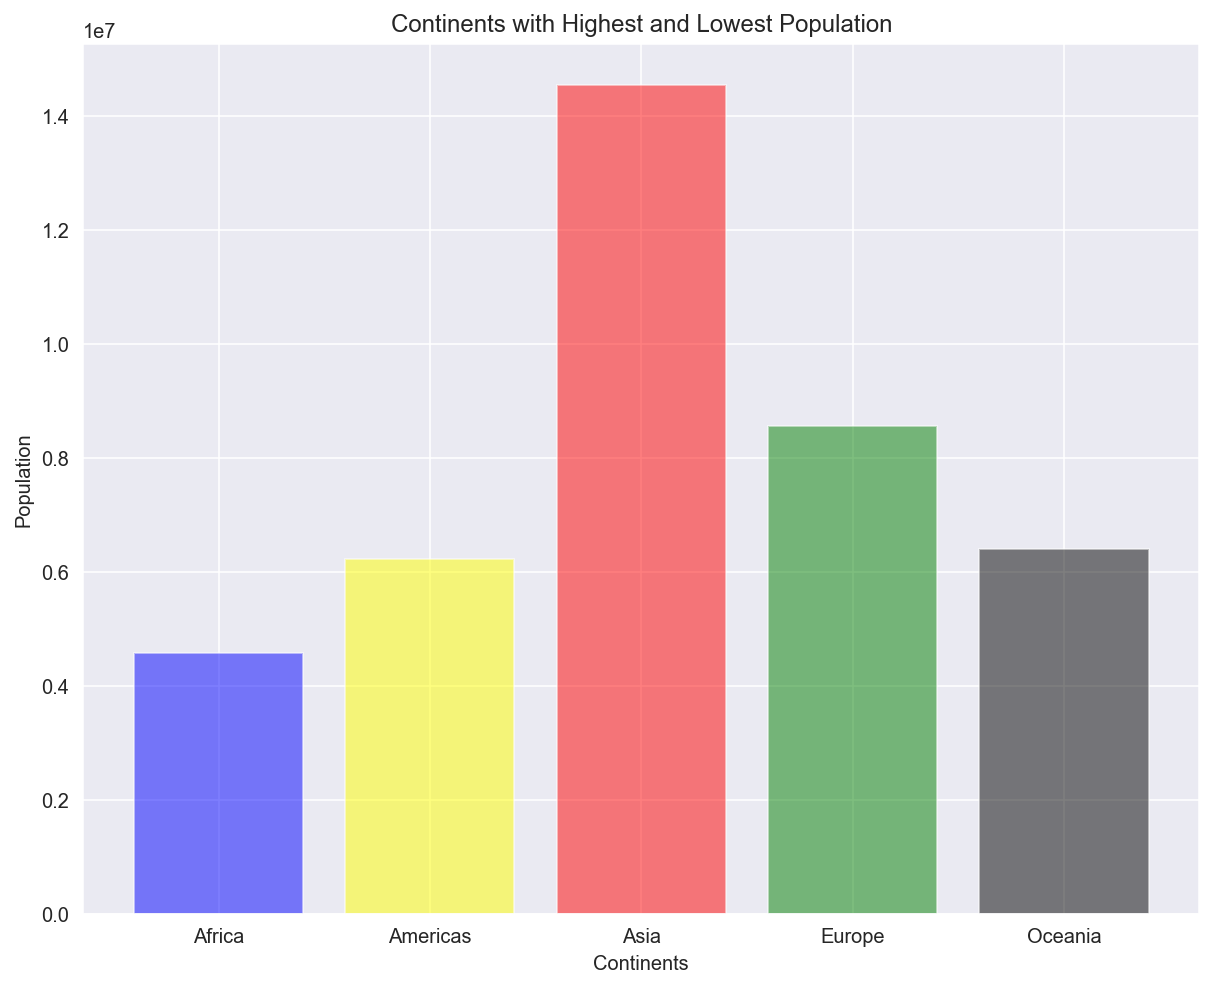 Continents with Highest and Lowest Population
1e7
1.4
1.2
1.0
0.8
0.6
0.4
0.2
0.0
Population
Africa Americas Asia Europe Oceania
Continents